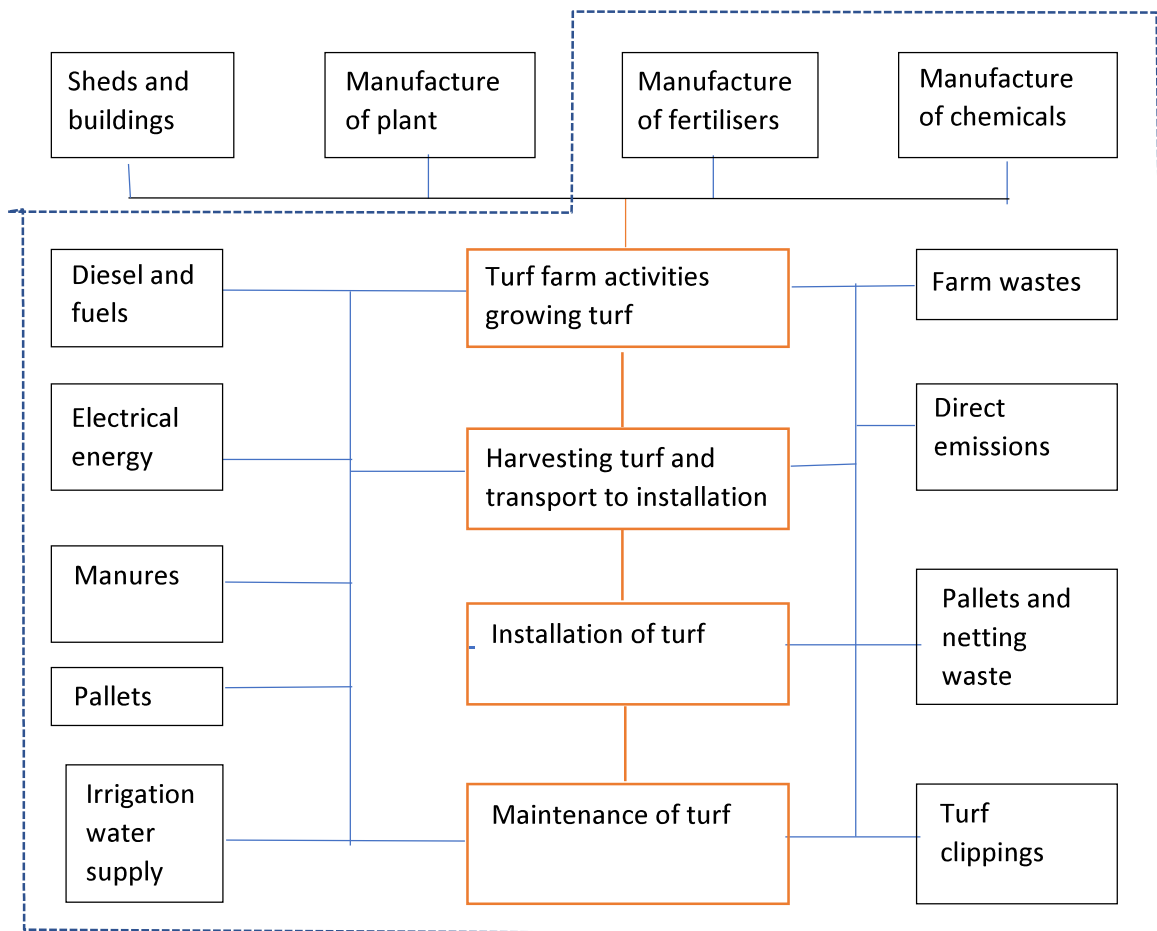 Sheds and
buildings
Manufacture
of plant
Manufacture
of fertilisers
Manufacture
of chemicals
Diesel and
fuels
Turf farm activities
growing turf
Farm wastes
Electrical
energy
Harvesting turf and
transport to installation
Direct
emissions
Manures
Installation of turf
Pallets and
netting
waste
Pallets
Irrigation
water
supply
Maintenance of turf
Turf
clippings